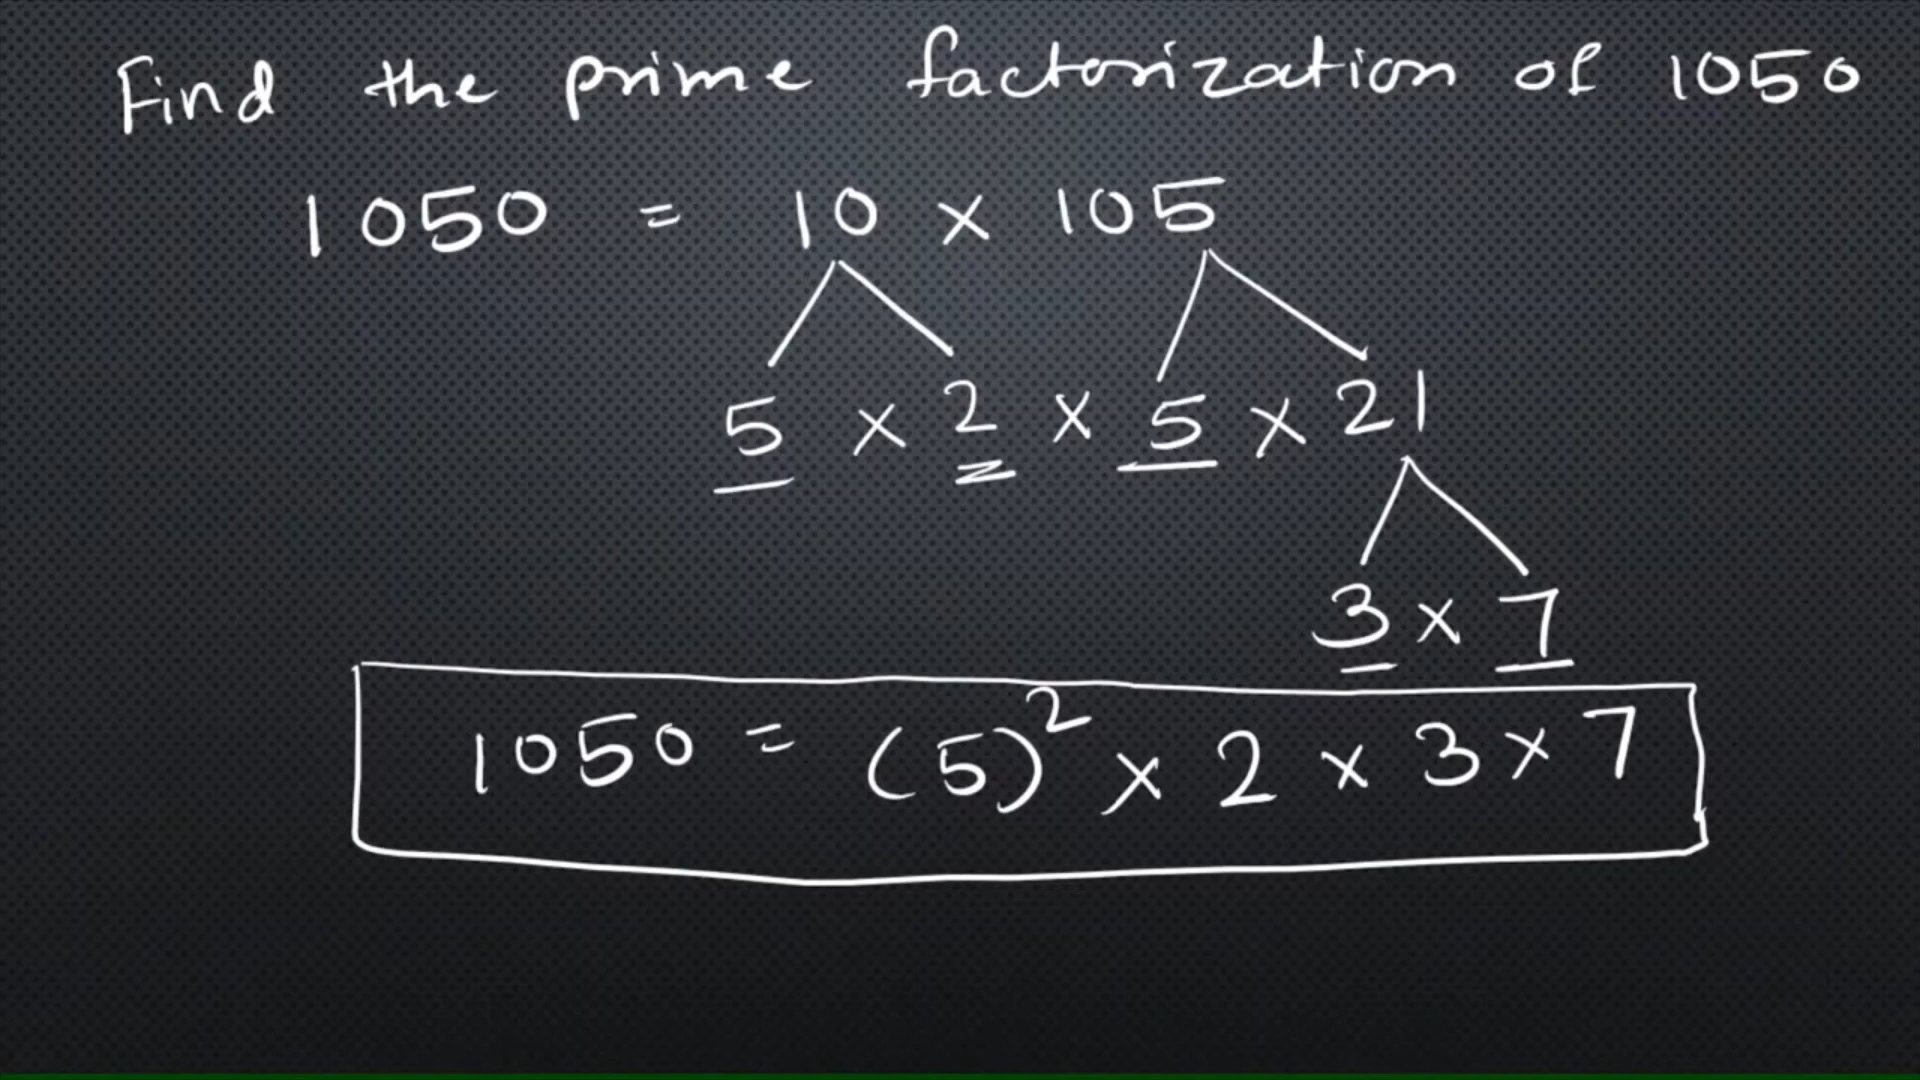 Find the prime factorization of 1050
1050 = 10 x 105
5 x 2 x 5 x 21
3 x 7
1050 = (5)² x 2 x 3 x 7